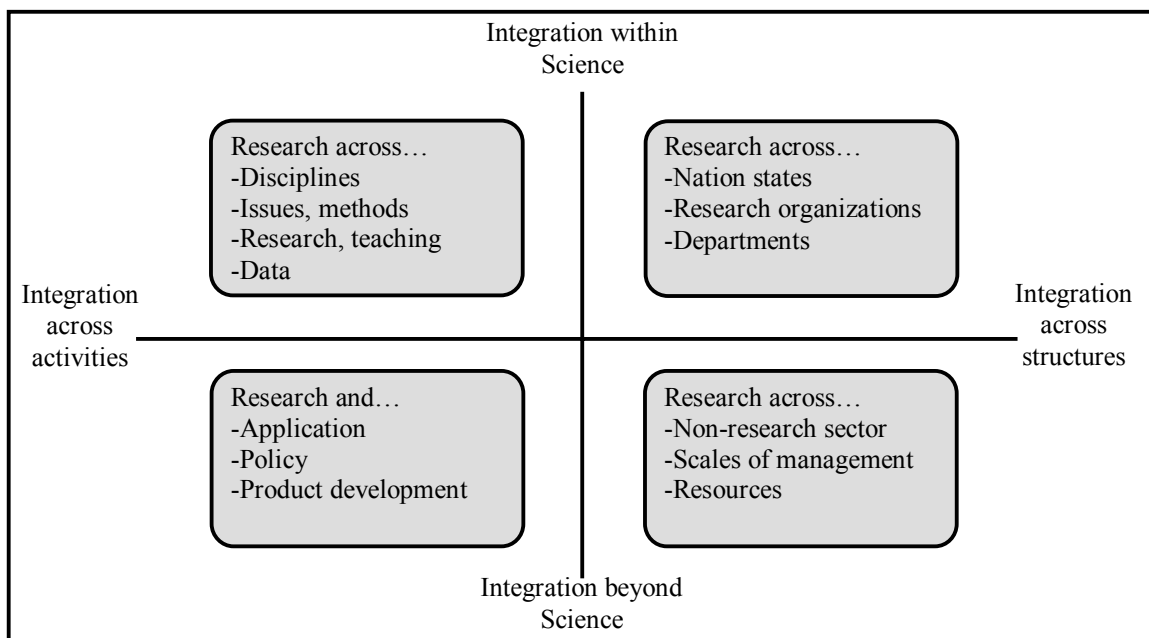 Integration within
Science
Research across…
-Disciplines
-Issues, methods
-Research, teaching
-Data
Research across…
-Nation states
-Research organizations
-Departments
Integration
across
activities
Integration
across
structures
Research and…
-Application
-Policy
-Product development
Research across…
-Non-research sector
-Scales of management
-Resources
Integration beyond
Science